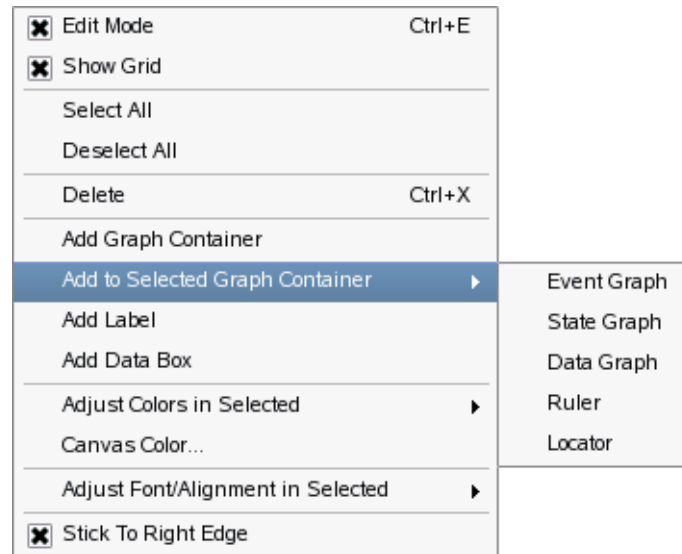 Edit Mode Ctrl+E
Show Grid
Select All
Deselect All
Delete Ctrl+X
Add Graph Container
Add to Selected Graph Container
Add Label
Add Data Box
Adjust Colors in Selected
Canvas Color...
Adjust Font/Alignment in Selected
Stick To Right Edge
Event Graph
State Graph
Data Graph
Ruler
Locator